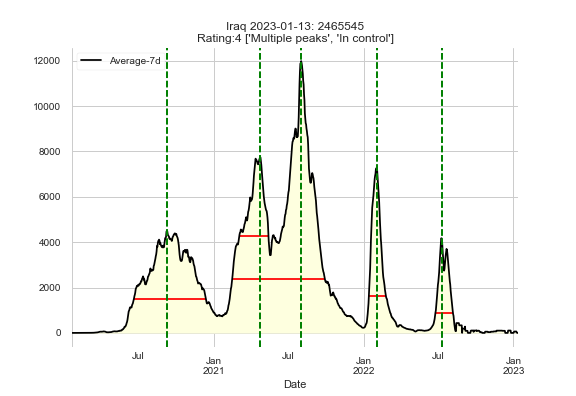 Iraq 2023-01-13: 2465545
Rating:4 ['Multiple peaks', 'In control']
Average-7d
12000
10000
8000
6000
4000
2000
0
Jul
Jan
2021
Jul
Jan
2022
Jul
Jan
2023
Date